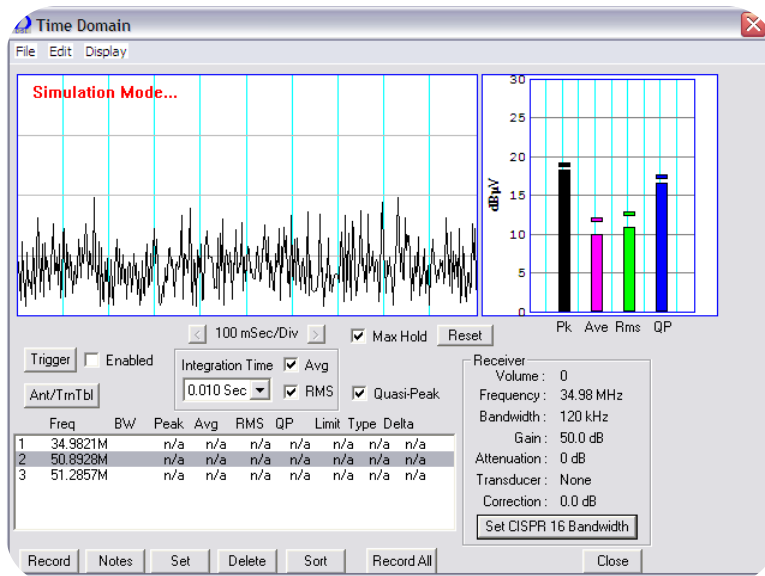 Time Domain
File Edit Display
Simulation Mode...
30
25
20
15
10
5
0
dBµV
Pk Ave Rms QP
< 100 mSec/Div >
Max Hold Reset
Trigger Enabled
Integration Time Avg
0.010 Sec RMS
Quasi-Peak
Ant/TrnTbl
Receiver
Volume : 0
Frequency : 34.98 MHz
Bandwidth : 120 kHz
Gain : 50.0 dB
Attenuation : 0 dB
Transducer : None
Correction : 0.0 dB
Set CISPR 16 Bandwidth
Freq BW Peak Avg RMS QP Limit Type Delta
1 34.9821M n/a n/a n/a n/a n/a n/a n/a
2 50.8928M n/a n/a n/a n/a n/a n/a n/a
3 51.2857M n/a n/a n/a n/a n/a n/a n/a
Record Notes Set Delete Sort Record All Close